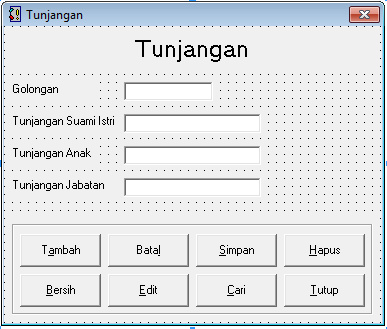 Tunjangan
Tunjangan
Golongan
Tunjangan Suami Istri
Tunjangan Anak
Tunjangan Jabatan
Tambah Batal Simpan Hapus
Bersih Edit Cari Tutup